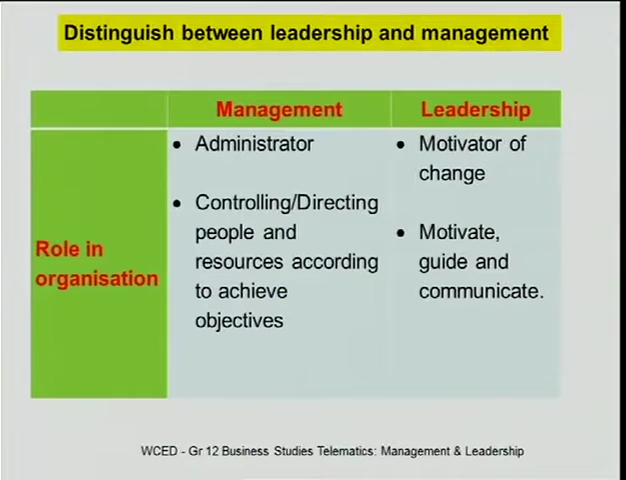 Distinguish between leadership and management
Management
Leadership
Role in
organisation
• Administrator
• Controlling/Directing
people and
resources according
to achieve
objectives
• Motivator of
change
• Motivate,
guide and
communicate.
WCED - Gr 12 Business Studies Telematics: Management & Leadership